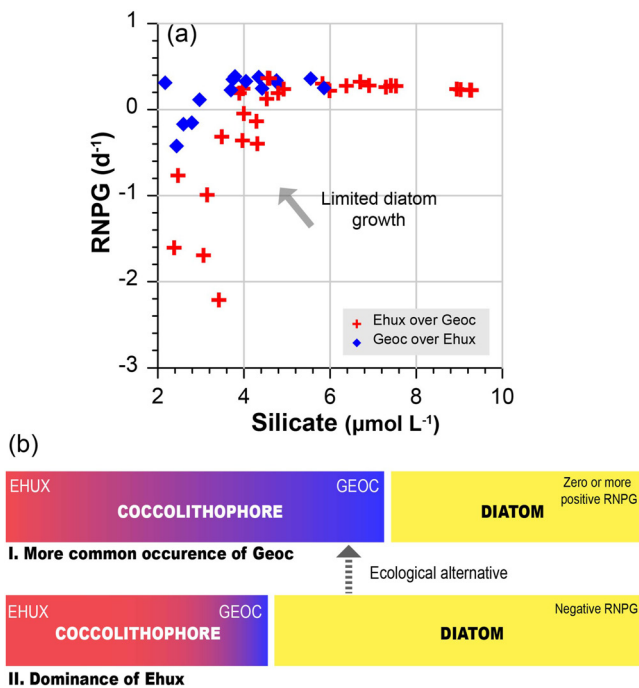 (a)
1
0
-1
-2
-3
RNPG (d⁻¹)
Limited diatom
growth
Ehux over Geoc
Geoc over Ehux
2 4 6 8 10
Silicate (µmol L⁻¹)
(b)
EHUX GEOC
COCCOLITHOPHORE
Zero or more
positive RNPG
DIATOM
I. More common occurence of Geoc
Ecological alternative
EHUX GEOC
COCCOLITHOPHORE
Negative RNPG
DIATOM
II. Dominance of Ehux